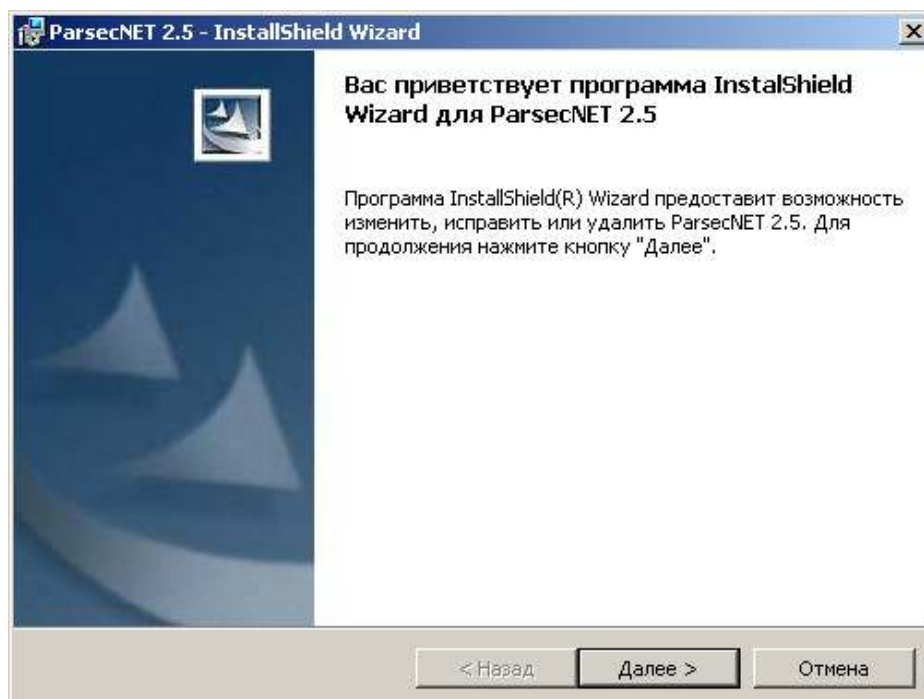 ParsecNET 2.5 - InstallShield Wizard
Вас приветствует программа InstalShield
Wizard для ParsecNET 2.5
Программа InstallShield(R) Wizard предоставит возможность
изменить, исправить или удалить ParsecNET 2.5. Для
продолжения нажмите кнопку "Далее".
< Назад
Далее >
Отмена